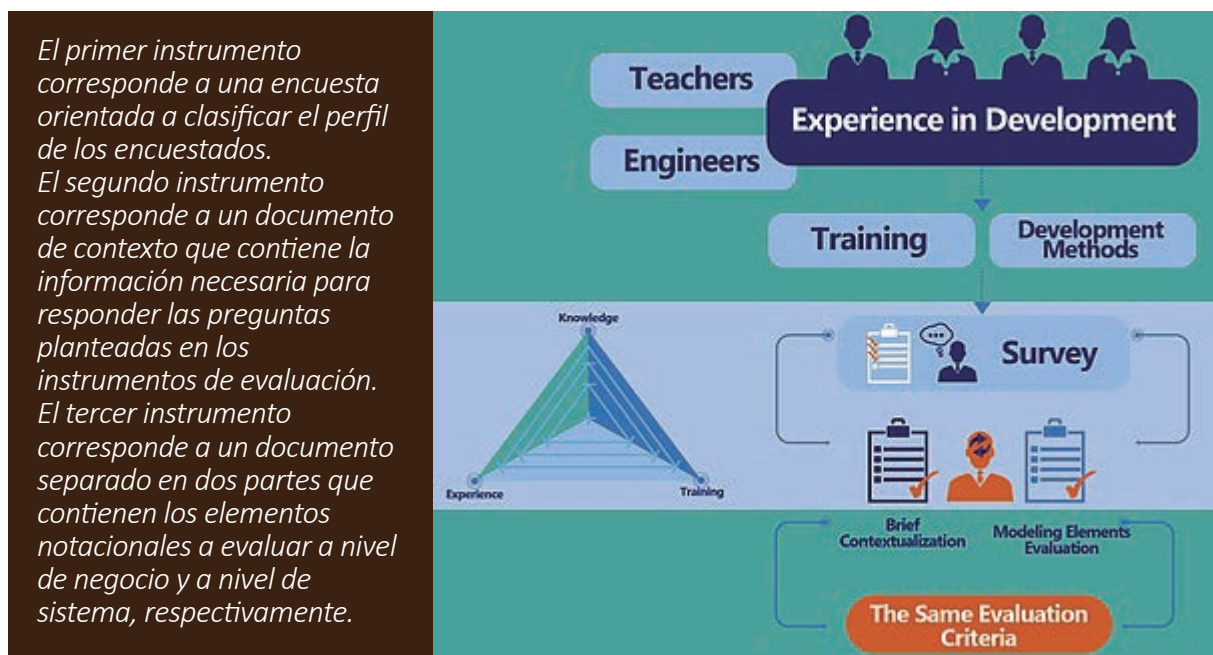 El primer instrumento
corresponde a una encuesta
orientada a clasificar el perfil
de los encuestados.
El segundo instrumento
corresponde a un documento
de contexto que contiene la
información necesaria para
responder las preguntas
planteadas en los
instrumentos de evaluación.
El tercer instrumento
corresponde a un documento
separado en dos partes que
contienen los elementos
notacionales a evaluar a nivel
de negocio y a nivel de
sistema, respectivamente.
Teachers
Engineers
Experience in Development
Training
Development
Methods
Knowledge
Experience
Training
Survey
Brief
Contextualization
Modeling Elements
Evaluation
The Same Evaluation
Criteria